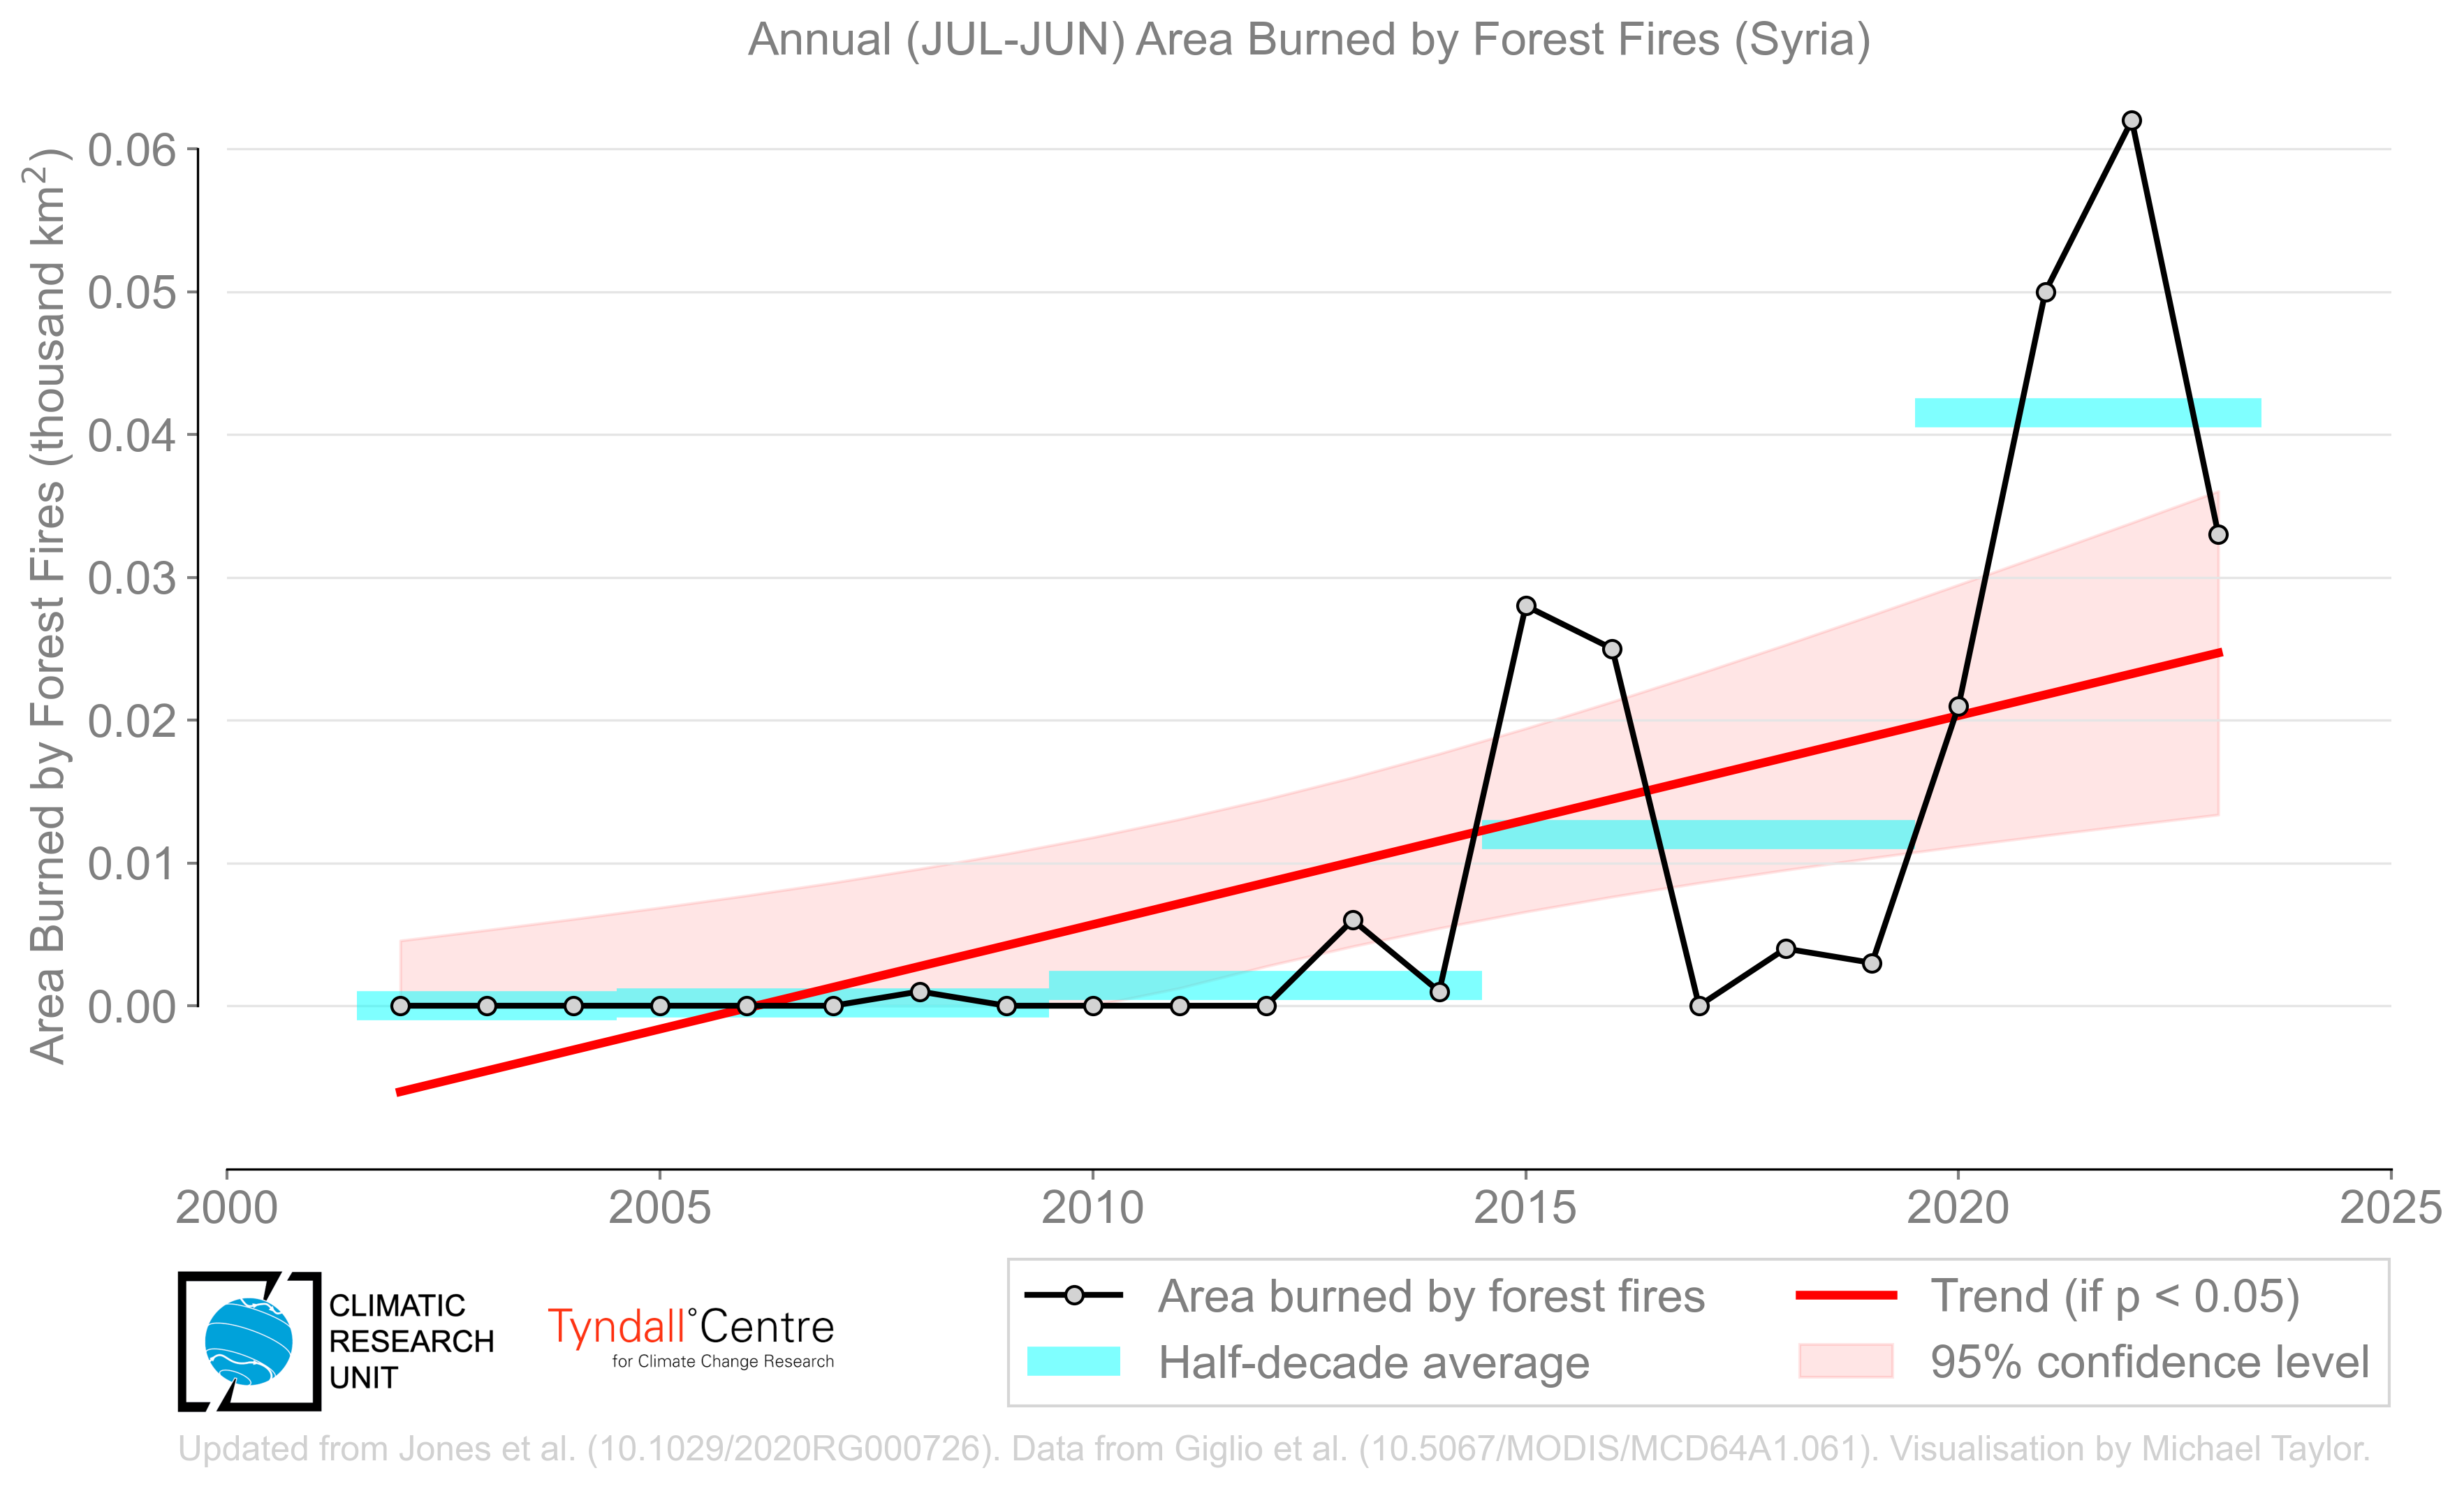 Annual (JUL-JUN) Area Burned by Forest Fires (Syria)
Area Burned by Forest Fires (thousand km²)
0.06
0.05
0.04
0.03
0.02
0.01
0.00
2000 2005 2010 2015 2020 2025
CLIMATIC
RESEARCH
UNIT
Tyndall°Centre
for Climate Change Research
Area burned by forest fires
Half-decade average
Trend (if p < 0.05)
95% confidence level
Updated from Jones et al. (10.1029/2020RG000726). Data from Giglio et al. (10.5067/MODIS/MCD64A1.061). Visualisation by Michael Taylor.